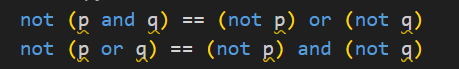 not (p and q) == (not p) or (not q)
not (p or q) == (not p) and (not q)